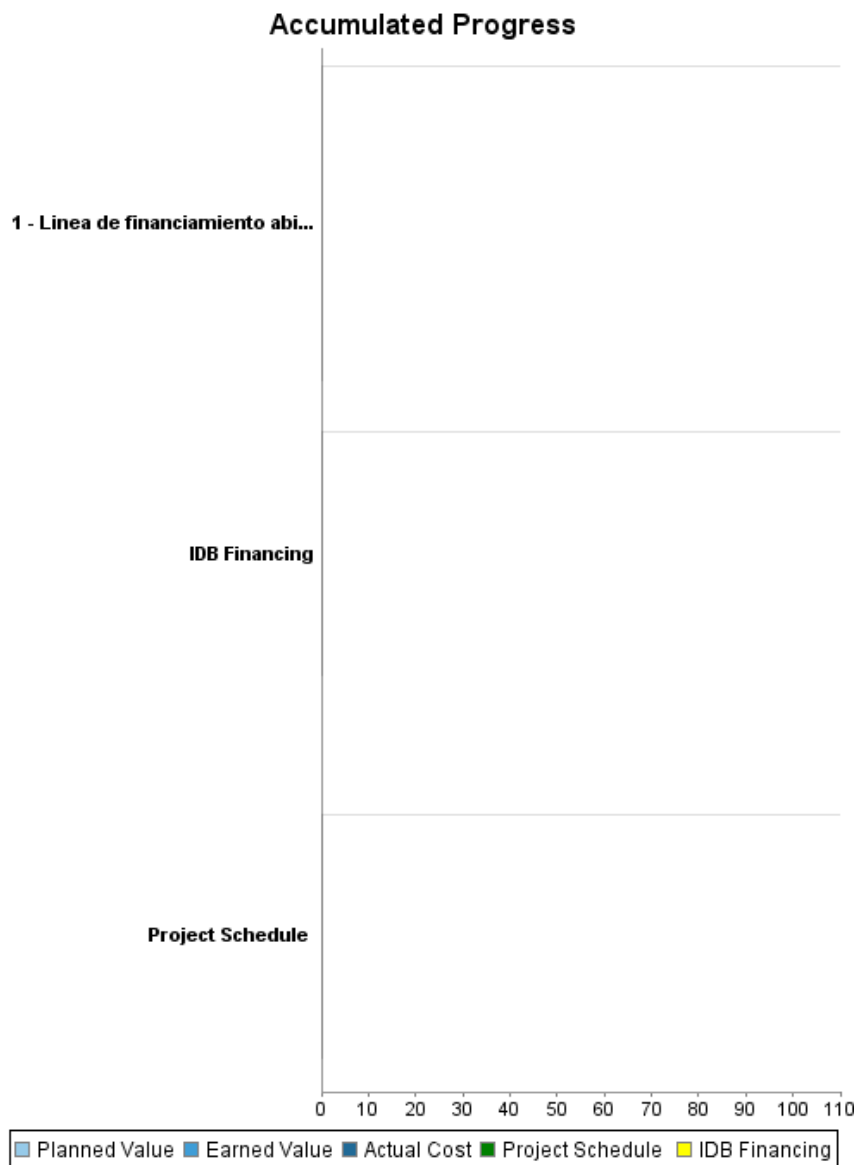 Accumulated Progress
1 - Linea de financiamiento abi...
IDB Financing
Project Schedule
0 10 20 30 40 50 60 70 80 90 100 110
Planned Value Earned Value Actual Cost Project Schedule IDB Financing